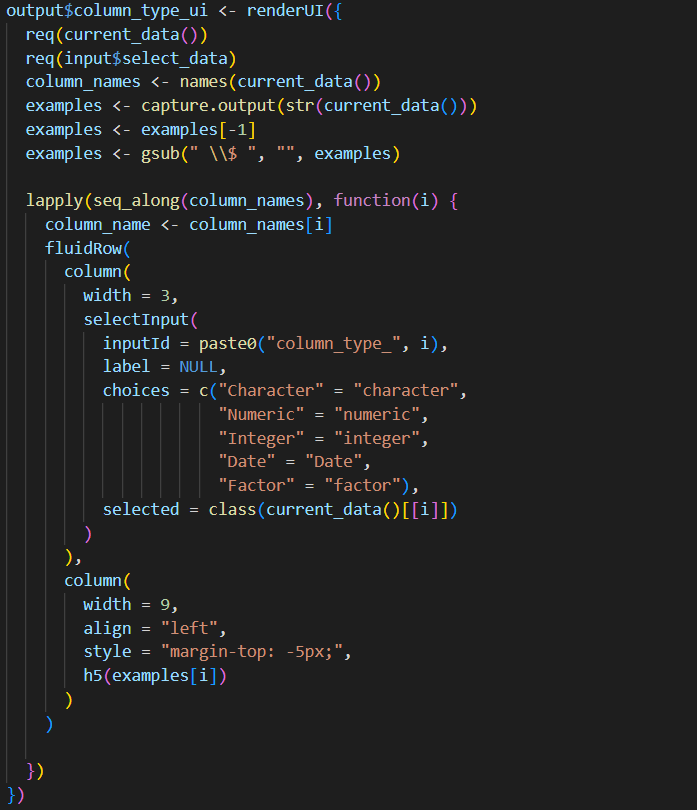 output$column_type_ui <- renderUI({
  req(current_data())
  req(input$select_data)
  column_names <- names(current_data())
  examples <- capture.output(str(current_data()))
  examples <- examples[-1]
  examples <- gsub(" \\$ ", "", examples)

  lapply(seq_along(column_names), function(i) {
    column_name <- column_names[i]
    fluidRow(
      column(
        width = 3,
        selectInput(
          inputId = paste0("column_type_", i),
          label = NULL,
          choices = c("Character" = "character",
                      "Numeric" = "numeric",
                      "Integer" = "integer",
                      "Date" = "Date",
                      "Factor" = "factor"),
          selected = class(current_data()[[i]])
        )
      ),
      column(
        width = 9,
        align = "left",
        style = "margin-top: -5px;",
        h5(examples[i])
      )
    )

  })
})